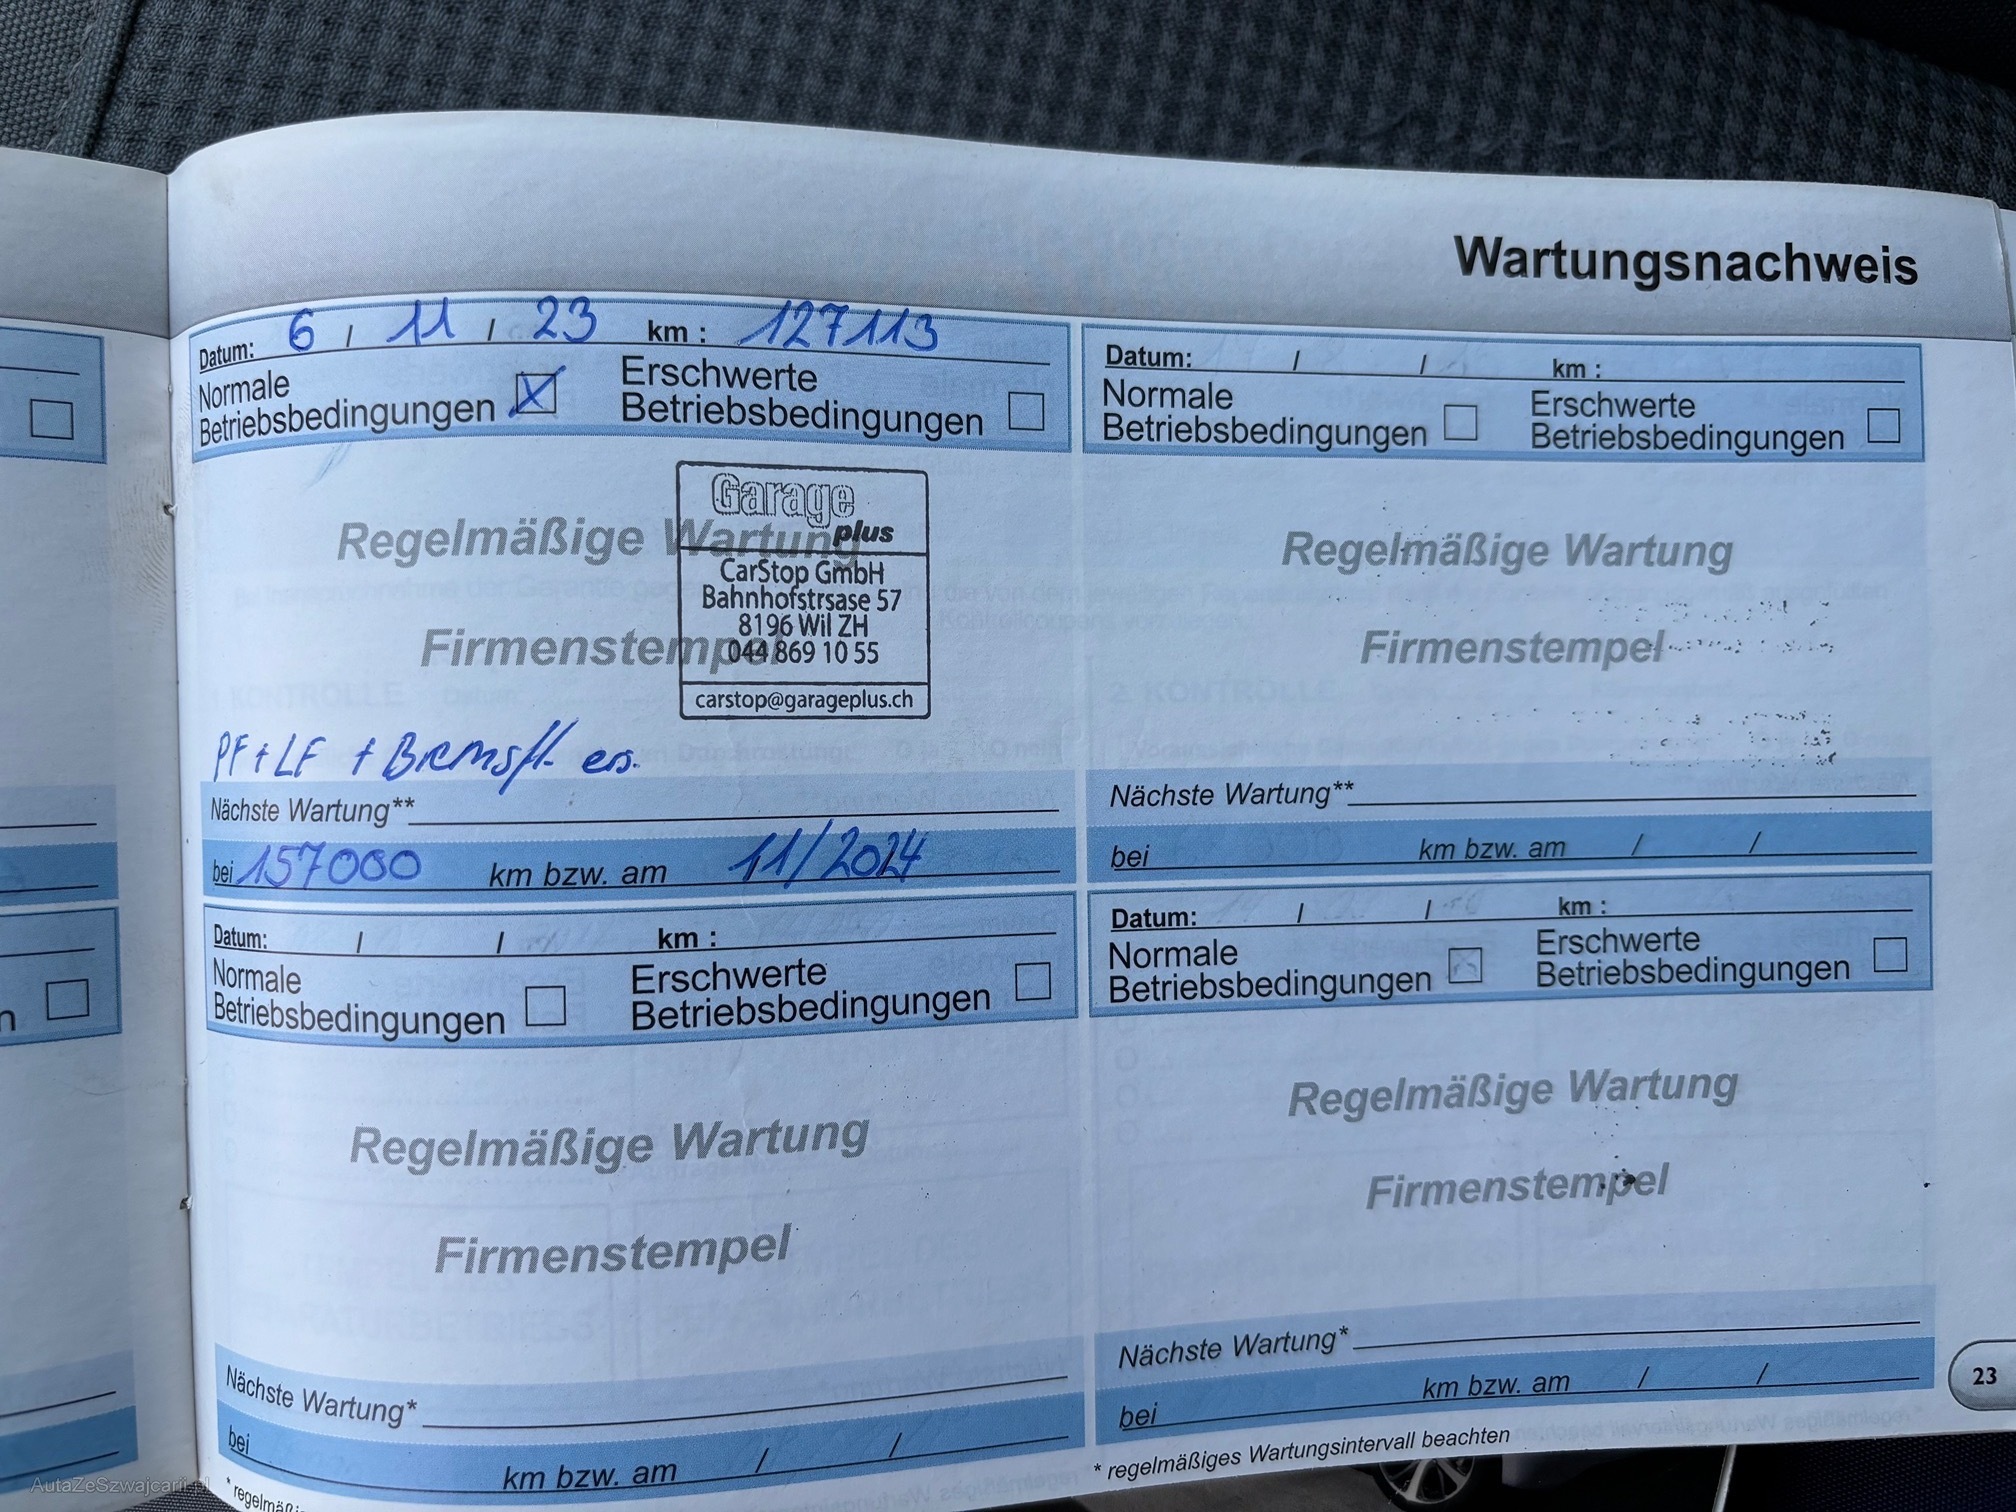 Wartungsnachweis
Datum: 6 / 11 / 23 km : 127113
Normale Betriebsbedingungen
Erschwerte Betriebsbedingungen
Regelmäßige Wartung
Firmenstempel
Garage
plus
CarStop GmbH
Bahnhofstrsase 57
8196 Wil ZH
044 869 10 55
carstop@garageplus.ch
PF + LF + Bremsfl. ers.
Nächste Wartung**
bei 157000 km bzw. am 11/2024
Datum: / / km :
Normale Betriebsbedingungen
Erschwerte Betriebsbedingungen
Regelmäßige Wartung
Firmenstempel
Nächste Wartung**
bei km bzw. am / /
Datum: / / km :
Normale Betriebsbedingungen
Erschwerte Betriebsbedingungen
Regelmäßige Wartung
Firmenstempel
Nächste Wartung*
bei km bzw. am / /
Datum: / / km :
Normale Betriebsbedingungen
Erschwerte Betriebsbedingungen
Regelmäßige Wartung
Firmenstempel
Nächste Wartung*
bei km bzw. am / /
* regelmäßiges Wartungsintervall beachten
23
AutaZeSzwajcarii.pl